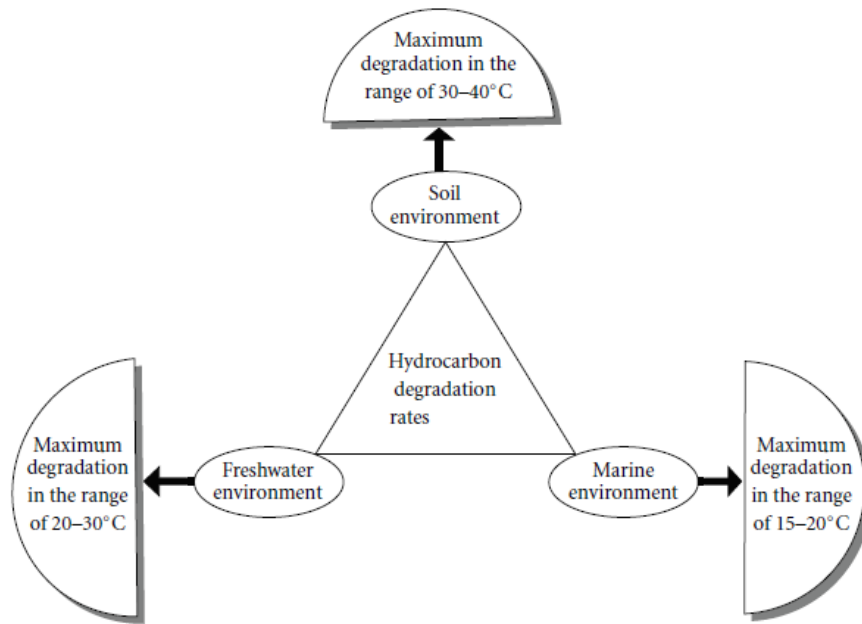 Maximum
degradation in the
range of 30–40°C
Soil
environment
Hydrocarbon
degradation
rates
Maximum
degradation
in the range
of 20–30°C
Freshwater
environment
Marine
environment
Maximum
degradation
in the range
of 15–20°C